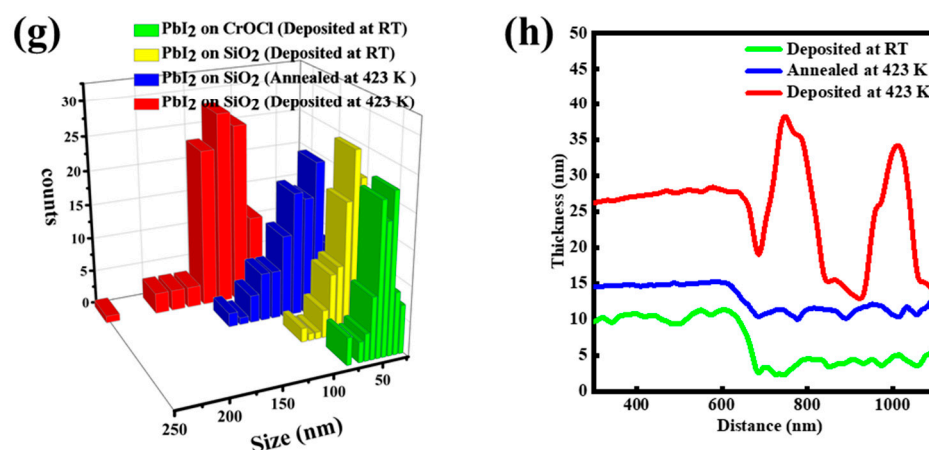 (g)
PbI2 on CrOCl (Deposited at RT)
PbI2 on SiO2 (Deposited at RT)
PbI2 on SiO2 (Annealed at 423 K )
PbI2 on SiO2 (Deposited at 423 K)
counts
30
25
20
15
10
5
0
250
200
150
100
50
Size (nm)
(h)
Deposited at RT
Annealed at 423 K
Deposited at 423 K
Thickness (nm)
50
45
40
35
30
25
20
15
10
5
0
400
600
800
1000
Distance (nm)